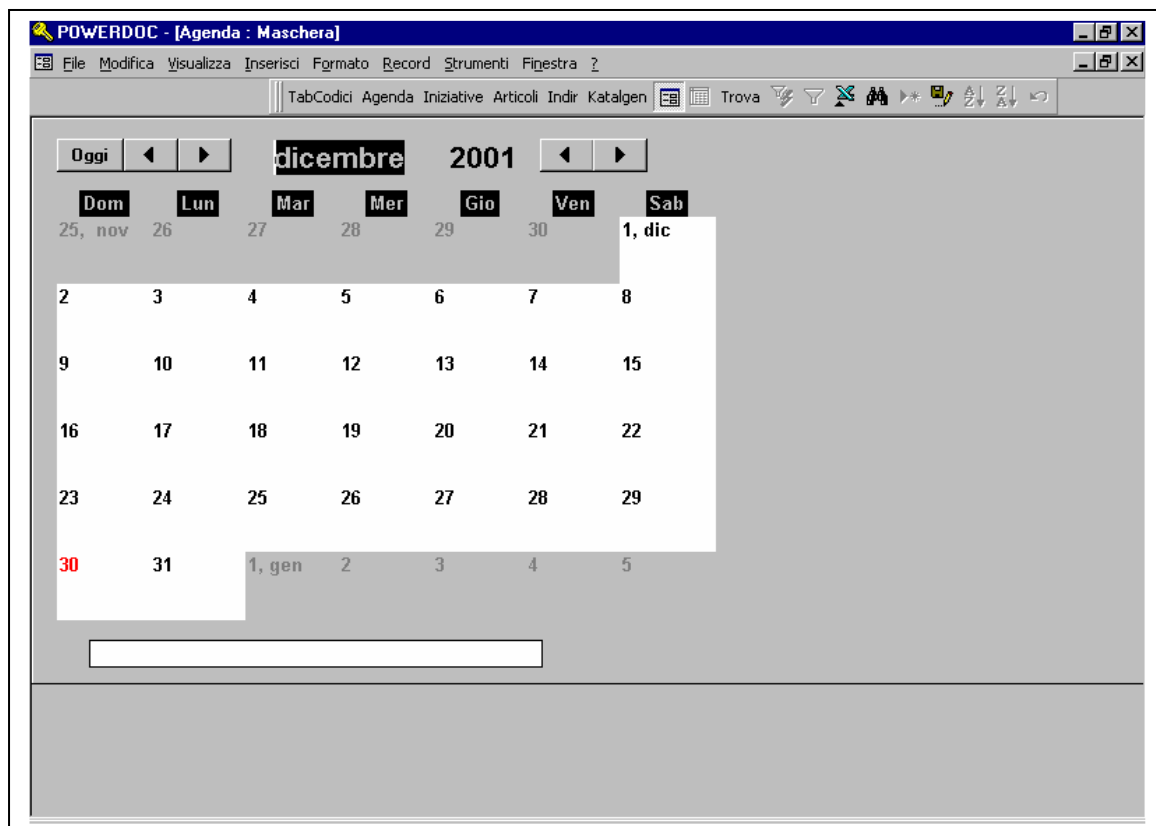 POWERDOC - [Agenda : Maschera]
File Modifica Visualizza Inserisci Formato Record Strumenti Finestra ?
TabCodici Agenda Iniziative Articoli Indir Katalgen Trova
Oggi dicembre 2001
Dom Lun Mar Mer Gio Ven Sab
25, nov 26 27 28 29 30 1, dic
2 3 4 5 6 7 8
9 10 11 12 13 14 15
16 17 18 19 20 21 22
23 24 25 26 27 28 29
30 31 1, gen 2 3 4 5